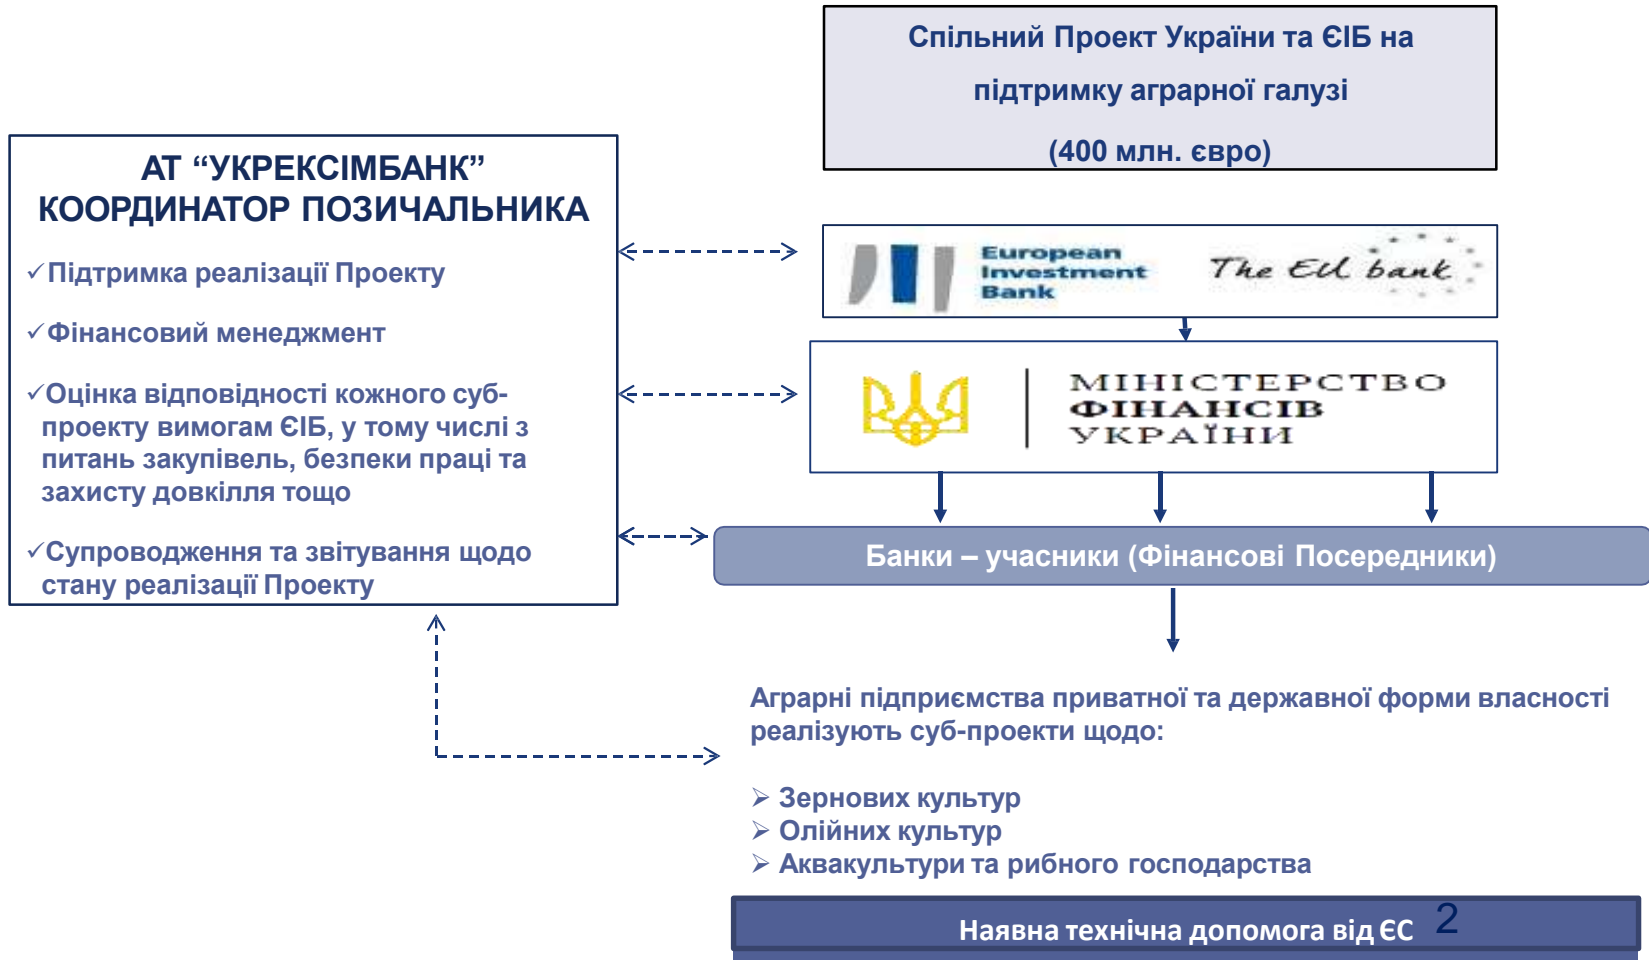 Спільний Проект України та ЄІБ на
підтримку аграрної галузі
(400 млн. євро)
АТ “УКРЕКСІМБАНК”
КООРДИНАТОР ПОЗИЧАЛЬНИКА
✓Підтримка реалізації Проекту
✓Фінансовий менеджмент
✓Оцінка відповідності кожного суб-
проекту вимогам ЄІБ, у тому числі з
питань закупівель, безпеки праці та
захисту довкілля тощо
✓Супроводження та звітування щодо
стану реалізації Проекту
European
Investment
Bank
The EU bank
МІНІСТЕРСТВО
ФІНАНСІВ
УКРАЇНИ
Банки – учасники (Фінансові Посередники)
Аграрні підприємства приватної та державної форми власності
реалізують суб-проекти щодо:
➢ Зернових культур
➢ Олійних культур
➢ Аквакультури та рибного господарства
Наявна технічна допомога від ЄС
2